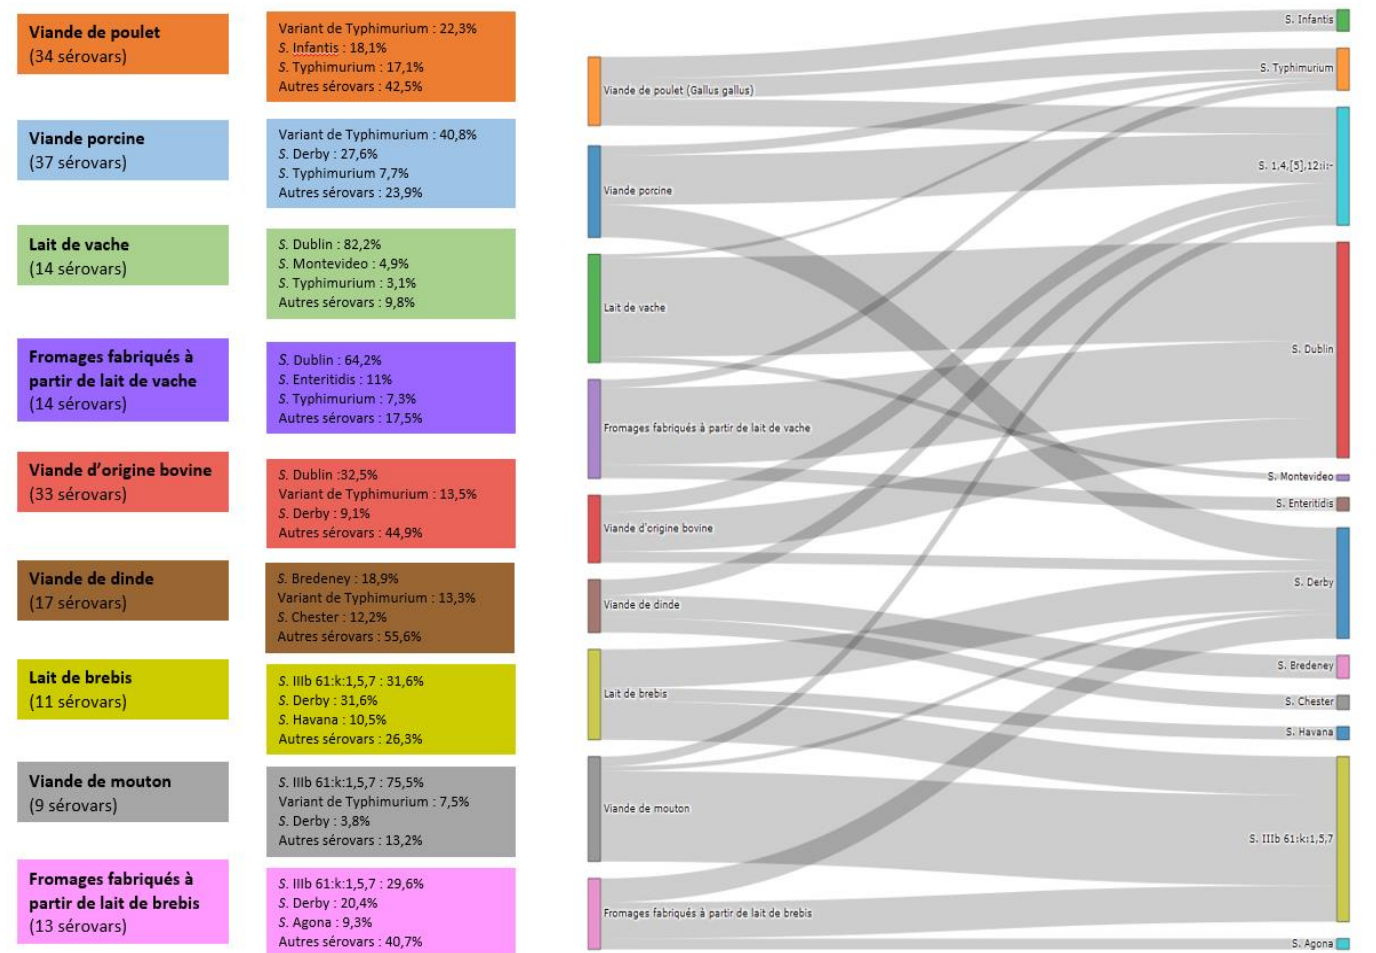 Viande de poulet
(34 sérovars)
Variant de Typhimurium : 22,3%
S. Infantis : 18,1%
S. Typhimurium : 17,1%
Autres sérovars : 42,5%
Viande porcine
(37 sérovars)
Variant de Typhimurium : 40,8%
S. Derby : 27,6%
S. Typhimurium 7,7%
Autres sérovars : 23,9%
Lait de vache
(14 sérovars)
S. Dublin : 82,2%
S. Montevideo : 4,9%
S. Typhimurium : 3,1%
Autres sérovars : 9,8%
Fromages fabriqués à
partir de lait de vache
(14 sérovars)
S. Dublin : 64,2%
S. Enteritidis : 11%
S. Typhimurium : 7,3%
Autres sérovars : 17,5%
Viande d’origine bovine
(33 sérovars)
S. Dublin :32,5%
Variant de Typhimurium : 13,5%
S. Derby : 9,1%
Autres sérovars : 44,9%
Viande de dinde
(17 sérovars)
S. Bredeney : 18,9%
Variant de Typhimurium : 13,3%
S. Chester : 12,2%
Autres sérovars : 55,6%
Lait de brebis
(11 sérovars)
S. IIIb 61:k:1,5,7 : 31,6%
S. Derby : 31,6%
S. Havana : 10,5%
Autres sérovars : 26,3%
Viande de mouton
(9 sérovars)
S. IIIb 61:k:1,5,7 : 75,5%
Variant de Typhimurium : 7,5%
S. Derby : 3,8%
Autres sérovars : 13,2%
Fromages fabriqués à
partir de lait de brebis
(13 sérovars)
S. IIIb 61:k:1,5,7 : 29,6%
S. Derby : 20,4%
S. Agona : 9,3%
Autres sérovars : 40,7%
Viande de poulet (Gallus gallus)
Viande porcine
Lait de vache
Fromages fabriqués à partir de lait de vache
Viande d'origine bovine
Viande de dinde
Lait de brebis
Viande de mouton
Fromages fabriqués à partir de lait de brebis
S. Infantis
S. Typhimurium
S. 1,4,[5],12:i:-
S. Dublin
S. Montevideo
S. Enteritidis
S. Derby
S. Bredeney
S. Chester
S. Havana
S. IIIb 61:k:1,5,7
S. Agona